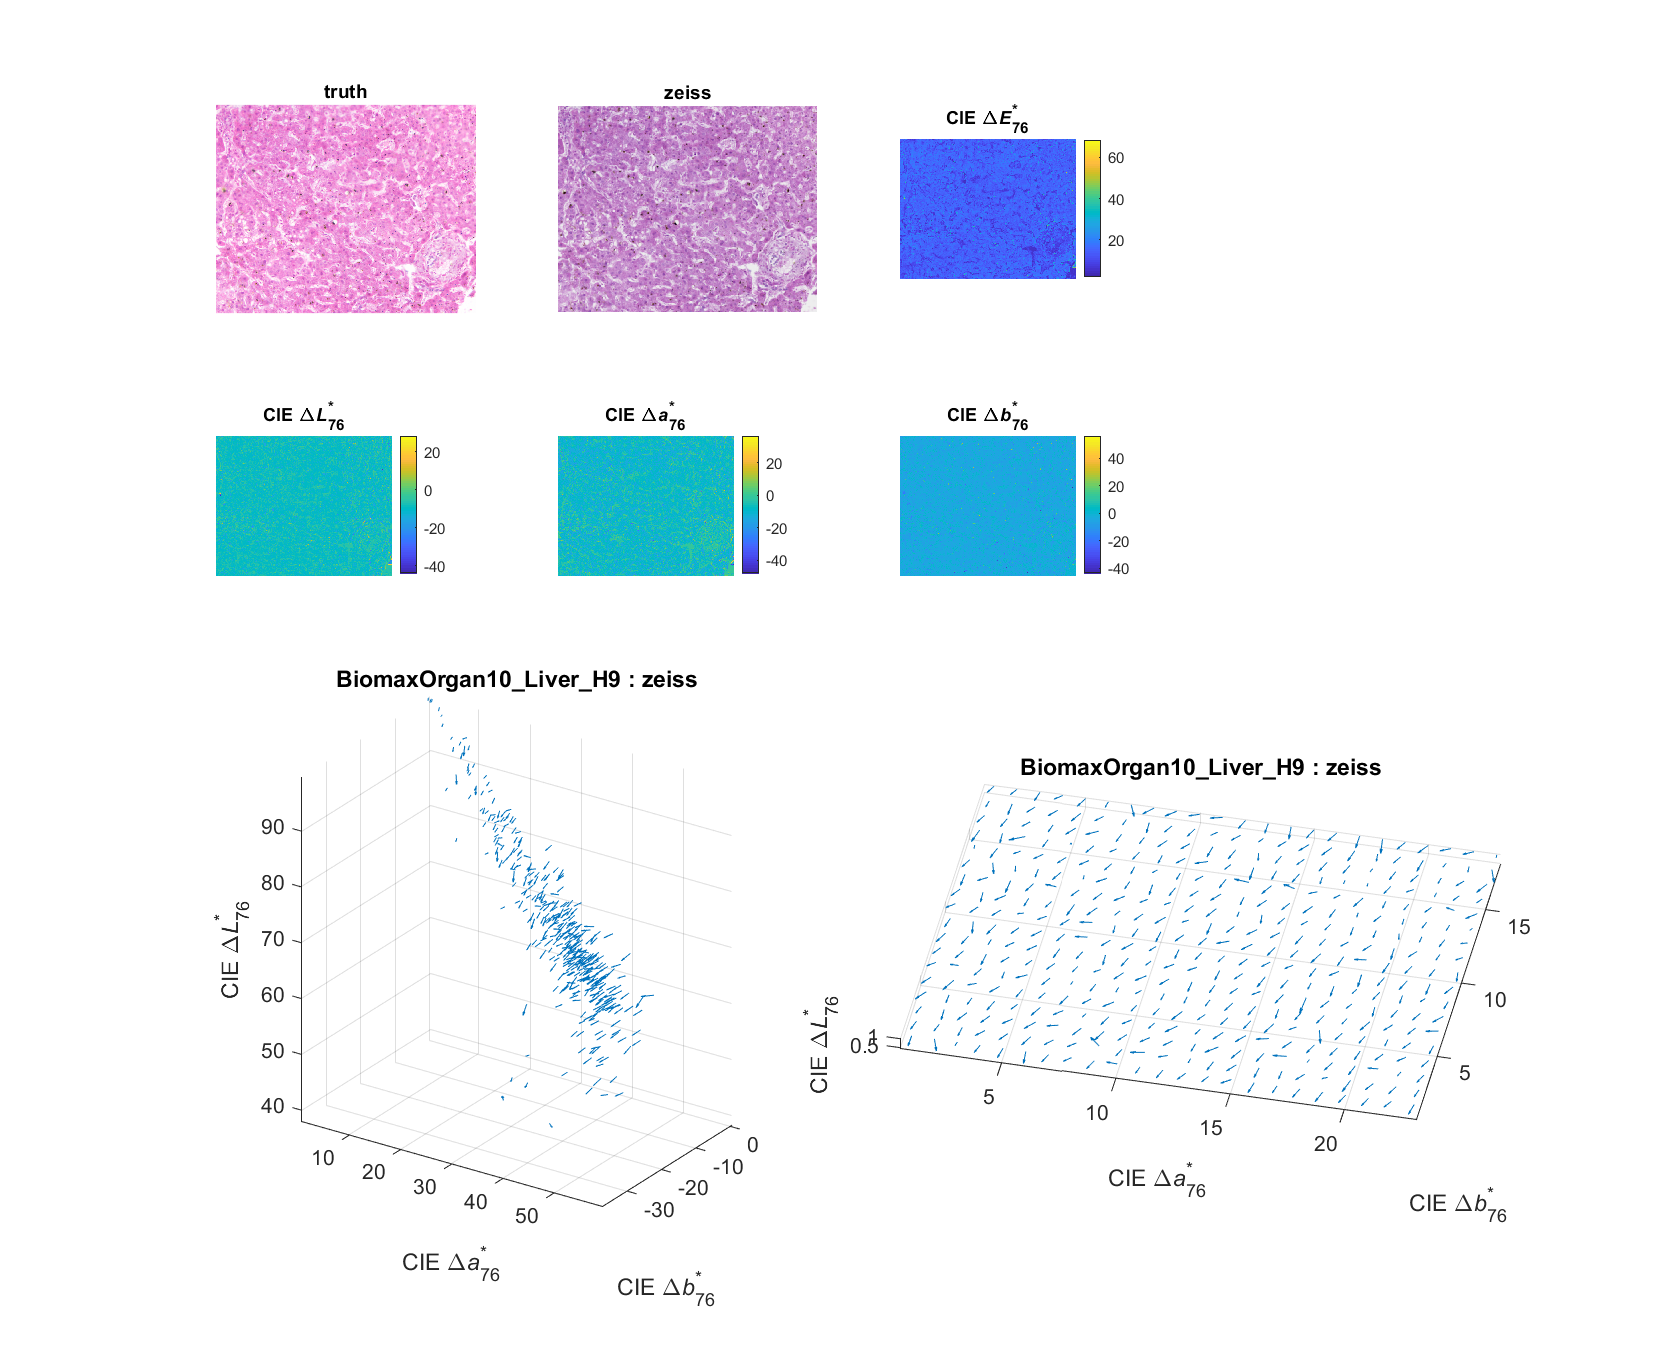 truth
zeiss
CIE ΔE*76
60
40
20
CIE ΔL*76
20
0
-20
-40
CIE Δa*76
20
0
-20
-40
CIE Δb*76
40
20
0
-20
-40
BiomaxOrgan10_Liver_H9 : zeiss
90
80
70
60
50
40
CIE ΔL*76
10
20
30
40
50
CIE Δa*76
0
-10
-20
-30
CIE Δb*76
BiomaxOrgan10_Liver_H9 : zeiss
1
0.5
CIE ΔL*76
5
10
15
20
CIE Δa*76
15
10
5
CIE Δb*76